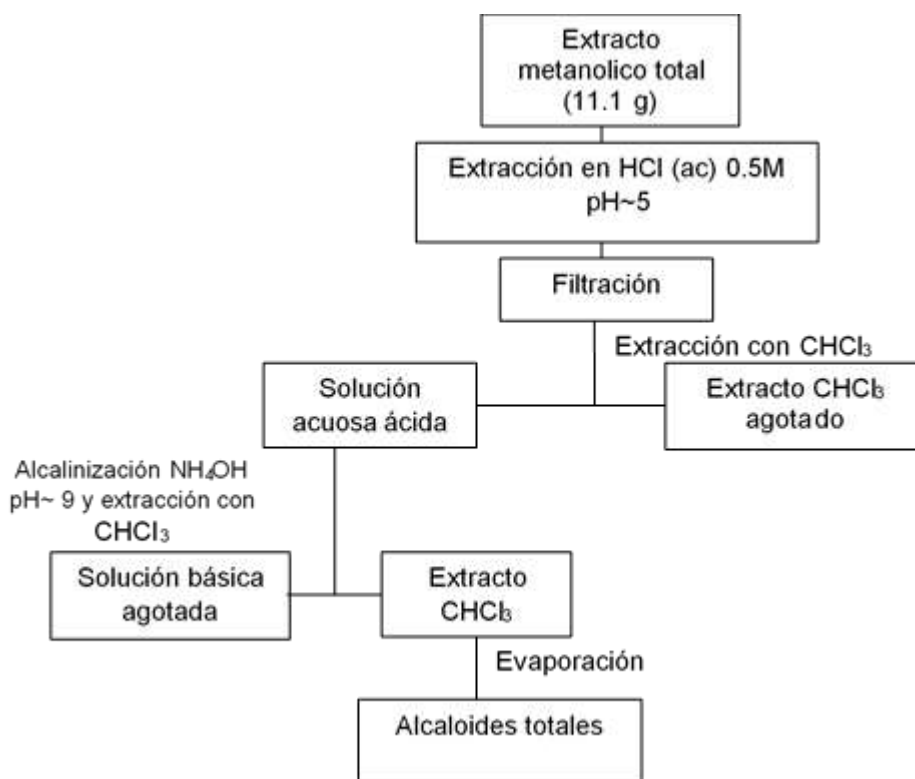 Extracto
metanolico total
(11.1 g)
Extracción en HCl (ac) 0.5M
pH~5
Filtración
Extracción con CHCl₃
Solución
acuosa ácida
Extracto CHCl₃
agotado
Alcalinización NH₄OH
pH~ 9 y extracción con
CHCl₃
Solución básica
agotada
Extracto
CHCl₃
Evaporación
Alcaloides totales